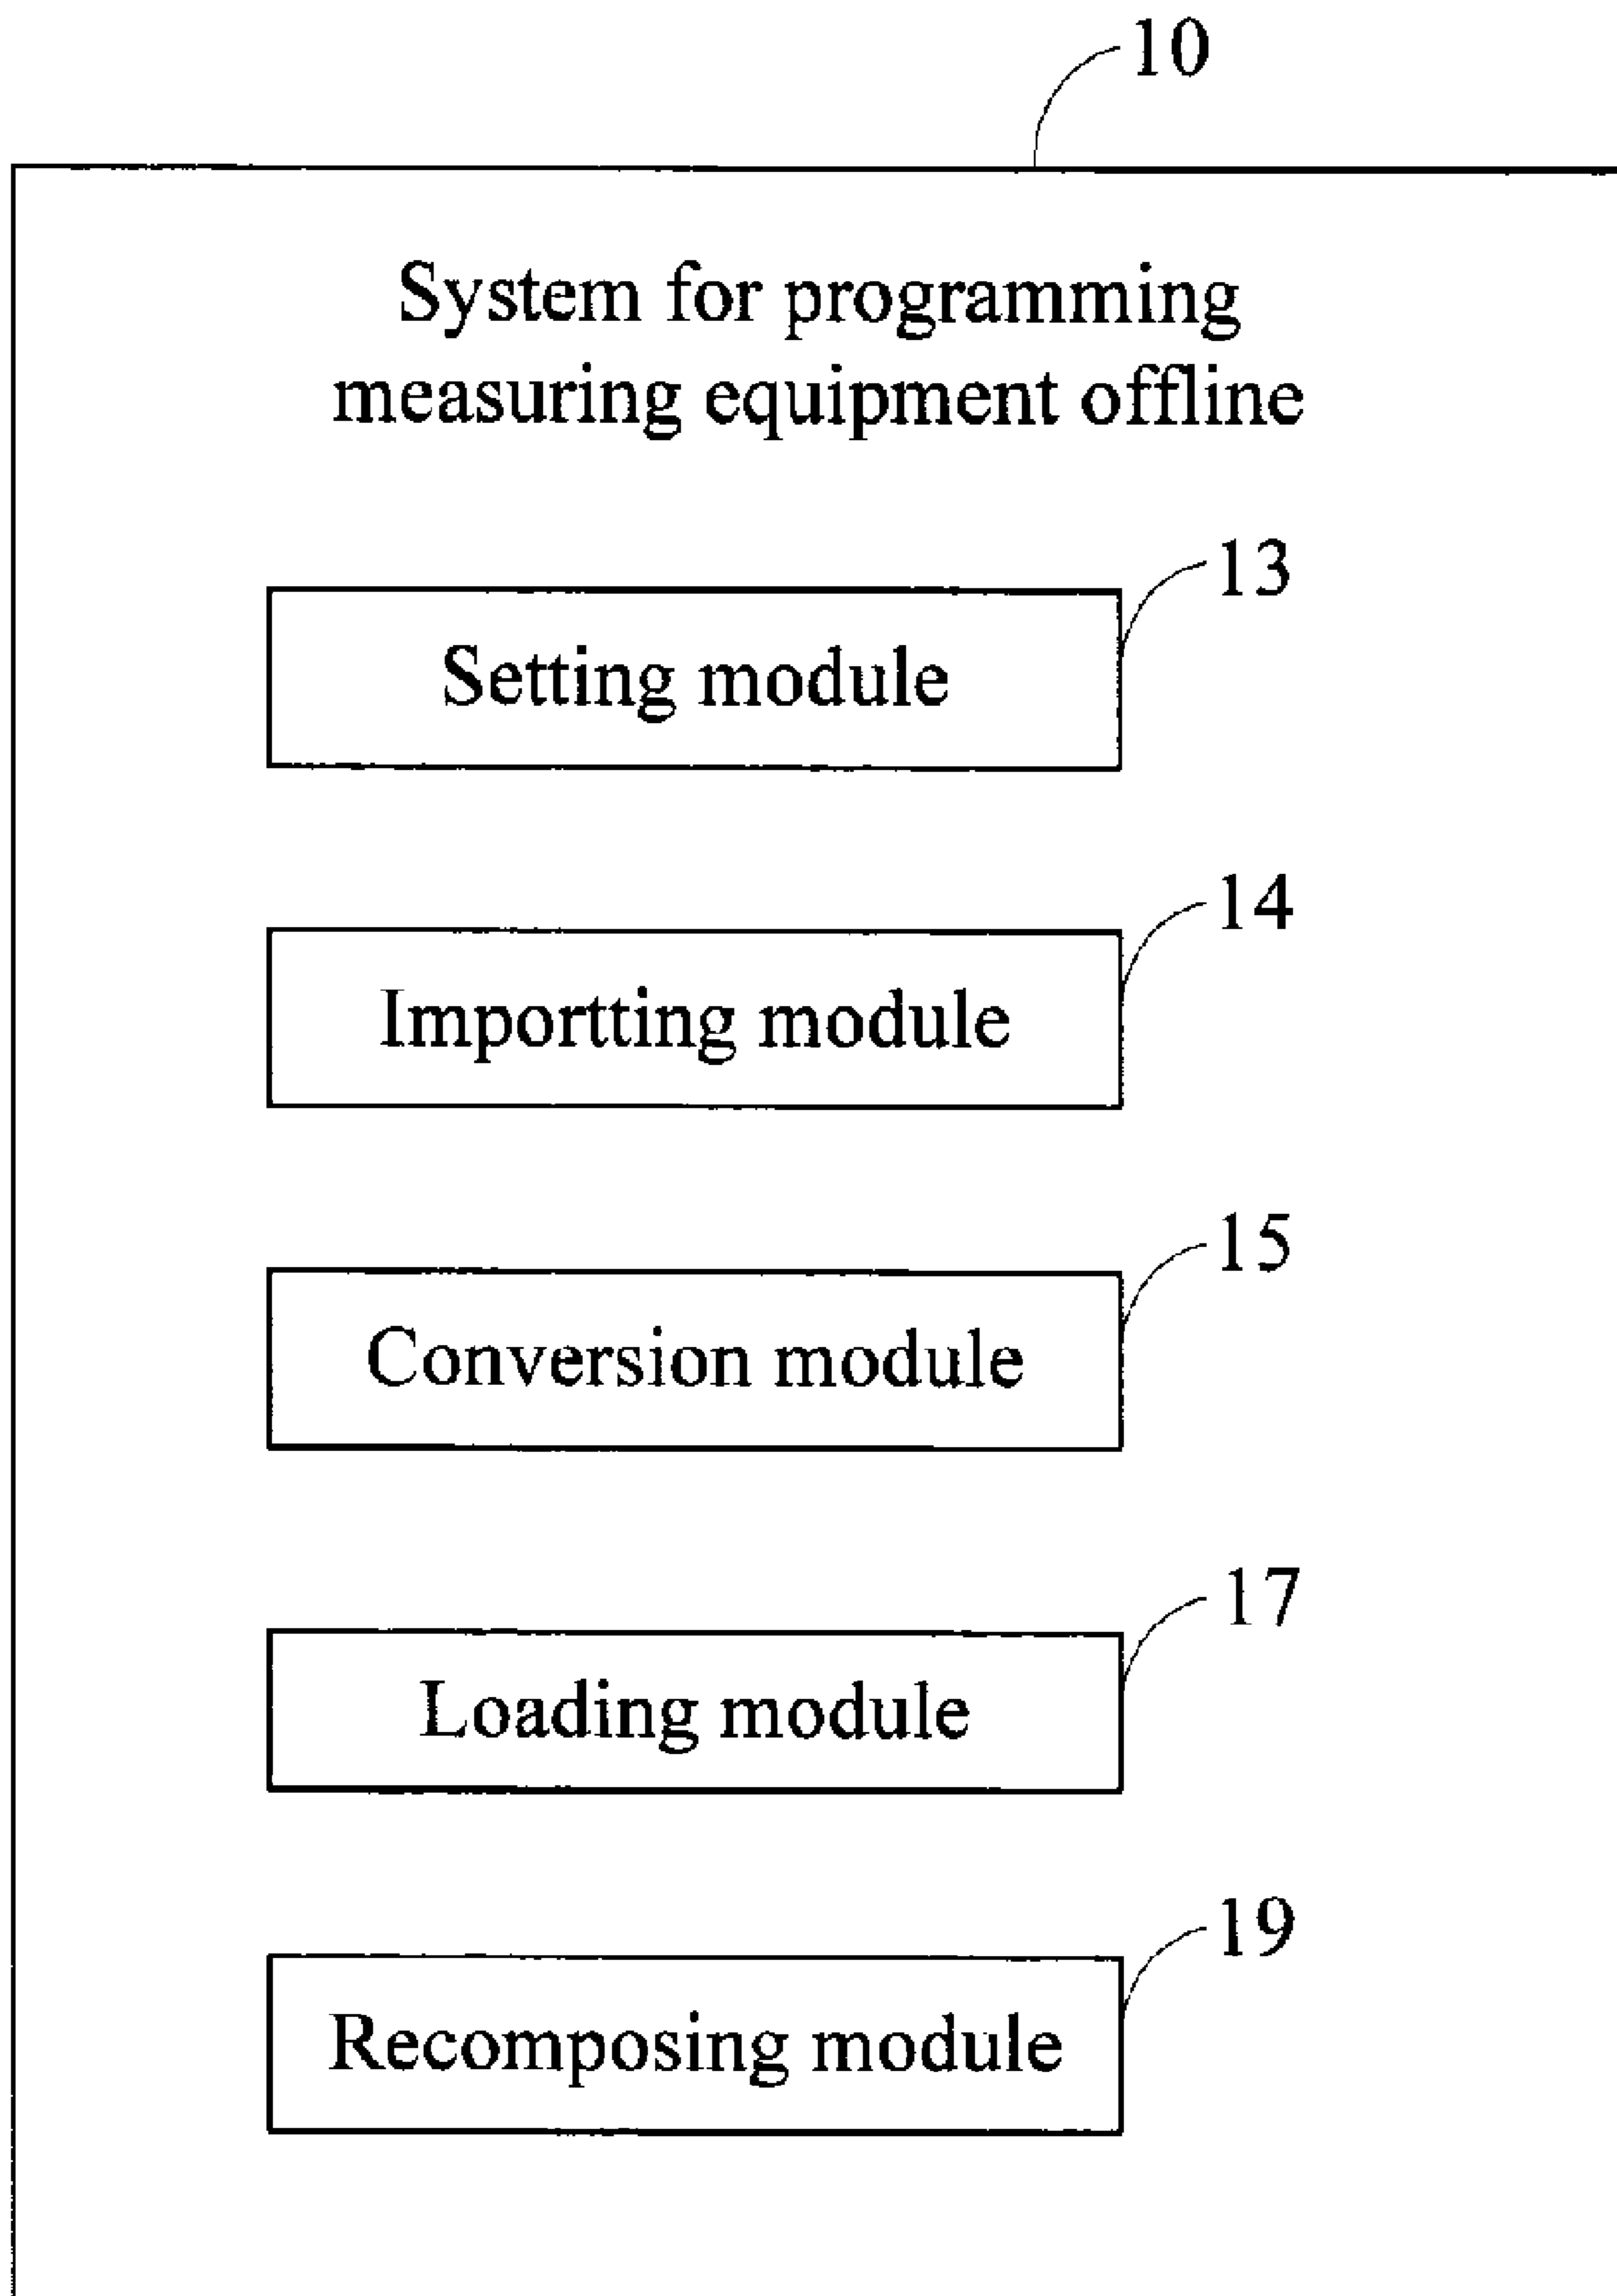 10
System for programming
measuring equipment offline
13
Setting module
14
Importting module
15
Conversion module
17
Loading module
19
Recomposing module